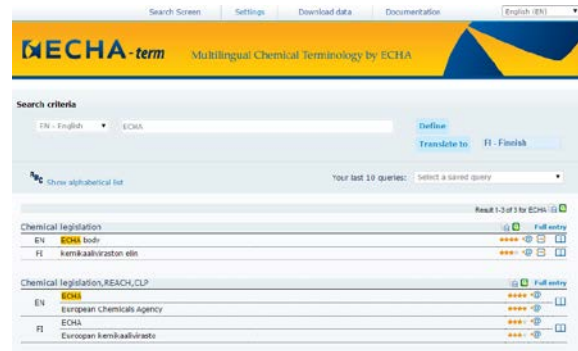 Search Screen Settings Download data Documentation English (EN)
ECHA-term Multilingual Chemical Terminology by ECHA
Search criteria
EN - English ECHA Define
Translate to FI - Finnish
Show alphabetical list Your last 10 queries: Select a saved query
Result 1-3 of 3 for ECHA
Chemical legislation Full entry
EN ECHA body
FI kemikaaliviraston elin
Chemical legislation,REACH,CLP Full entry
ECHA
EN
European Chemicals Agency
ECHA
FI
Euroopan kemikaalivirasto